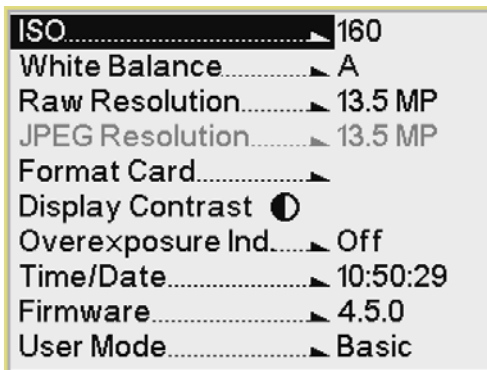 ISO 160
White Balance A
Raw Resolution 13.5 MP
JPEG Resolution 13.5 MP
Format Card
Display Contrast
Overexposure Ind. Off
Time/Date 10:50:29
Firmware 4.5.0
User Mode Basic